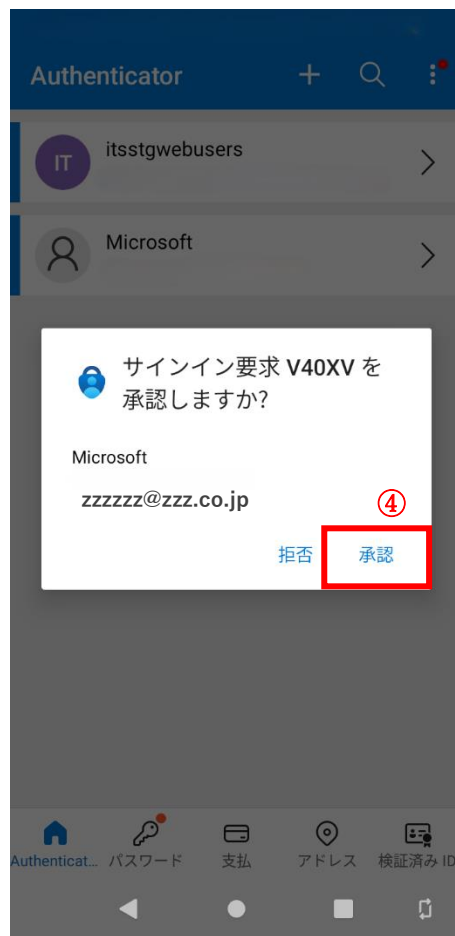 Authenticator
IT
itsstgwebusers
Microsoft
サインイン要求 V40XV を
承認しますか?
Microsoft
zzzzzz@zzz.co.jp
④
拒否 承認
Authenticat... パスワード 支払 アドレス 検証済み ID